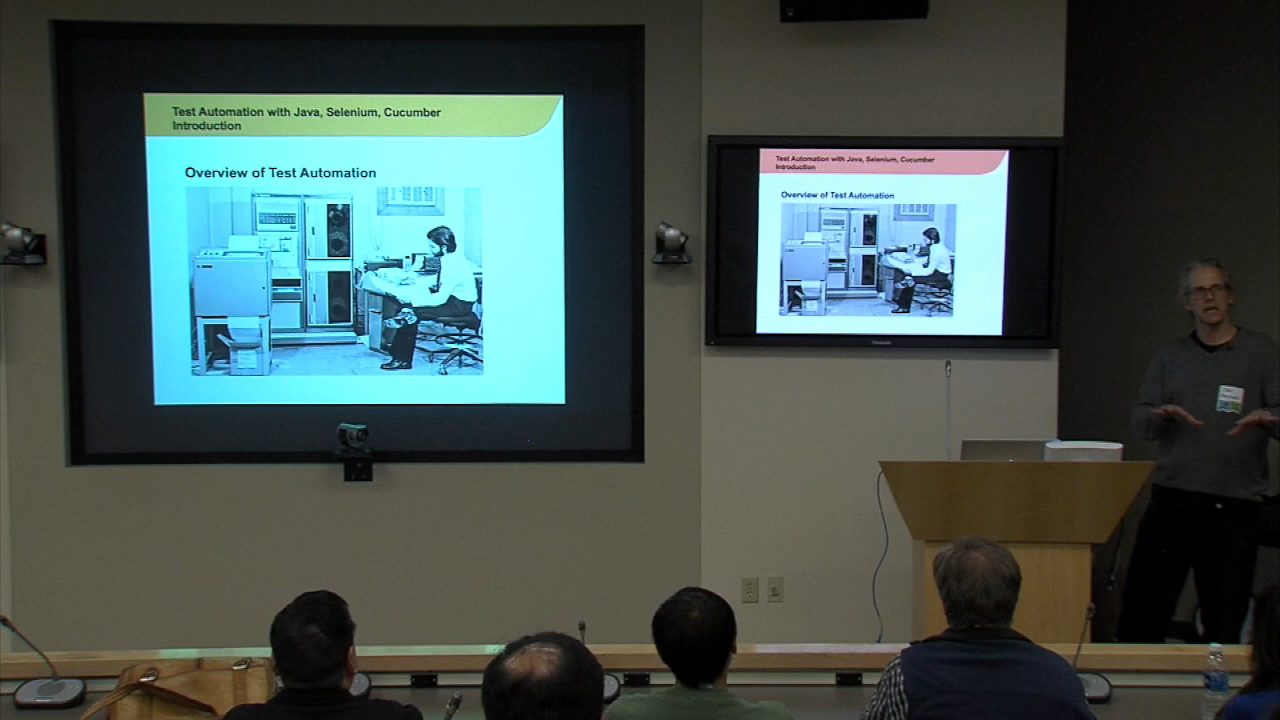 Test Automation with Java, Selenium, Cucumber
Introduction
Overview of Test Automation
Test Automation with Java, Selenium, Cucumber
Introduction
Overview of Test Automation
Panasonic